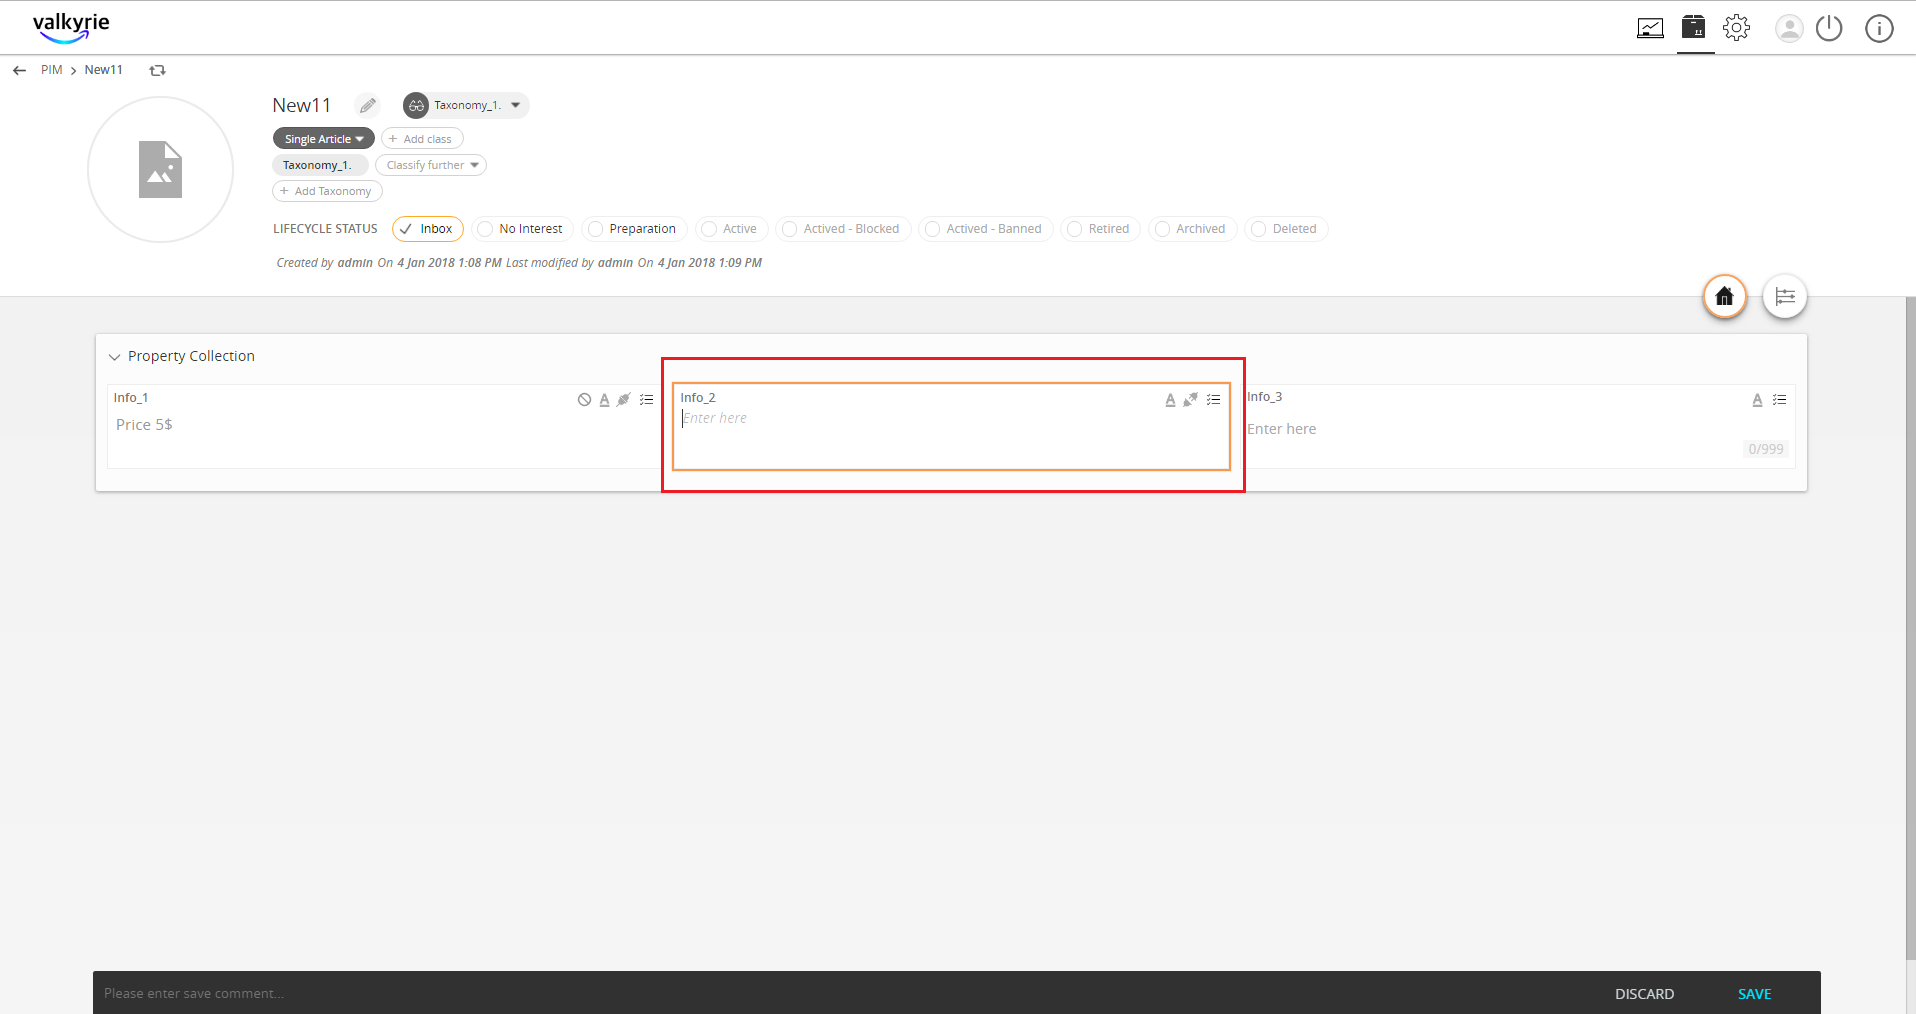 valkyrie
PIM > New11
New11 Taxonomy_1.
Single Article + Add class
Taxonomy_1. Classify further
+ Add Taxonomy
LIFECYCLE STATUS Inbox No Interest Preparation Active Actived - Blocked Actived - Banned Retired Archived Deleted
Created by admin On 4 Jan 2018 1:08 PM Last modified by admin On 4 Jan 2018 1:09 PM
Property Collection
Info_1 A Info_2 A Info_3 A
Price 5$ Enter here Enter here
0/999
Please enter save comment... DISCARD SAVE